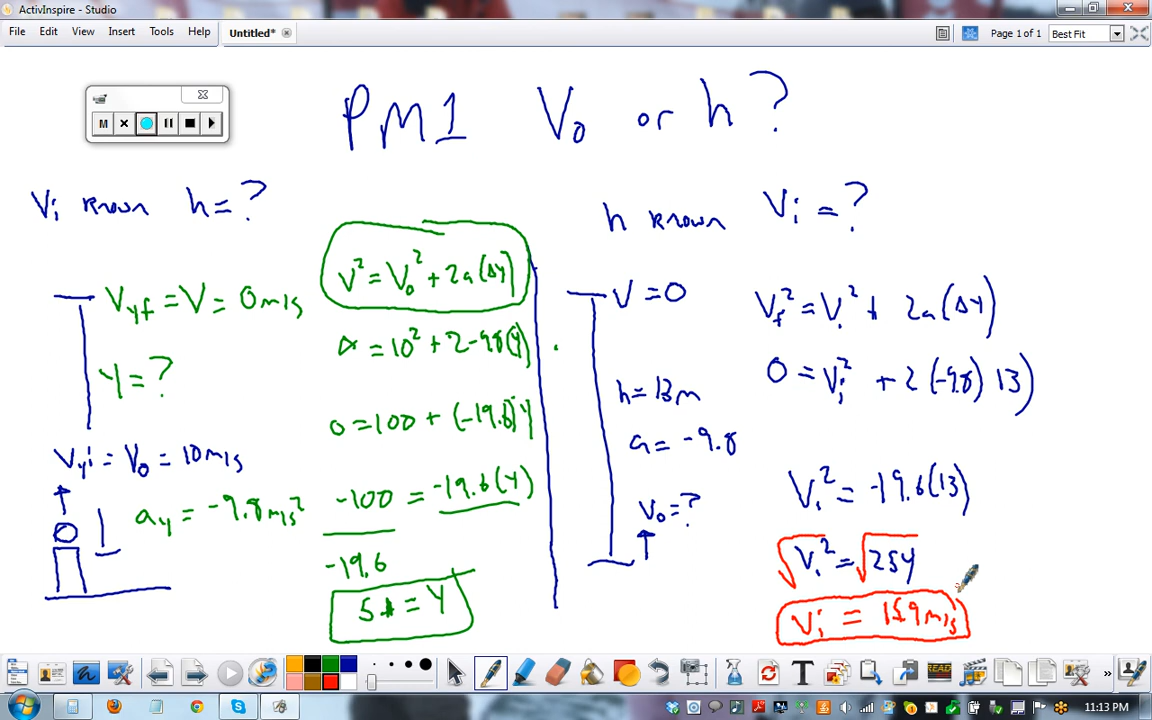 ActivInspire - Studio
File Edit View Insert Tools Help Untitled* Page 1 of 1 Best Fit
M
PM1 V₀ or h?
Vᵢ known h = ?
Vyf = V = 0 m/s
Y = ?
Vyi = V₀ = 10 m/s
ay = -9.8 m/s²
V² = V₀² + 2a(ΔY)
0 = 10² + 2 -9.8(Y)
0 = 100 + (-19.6)Y
-100 = -19.6(Y)
-19.6
= Y
h known Vᵢ = ?
V = 0
h = 13m
a = -9.8
V₀ = ?
Vf² = Vᵢ² + 2a(ΔY)
0 = Vᵢ² + 2(-9.8)13)
Vᵢ² = -19.6(13)
√Vᵢ² = √254
Vᵢ = 15.9 m/s
READ
T
»
11:13 PM